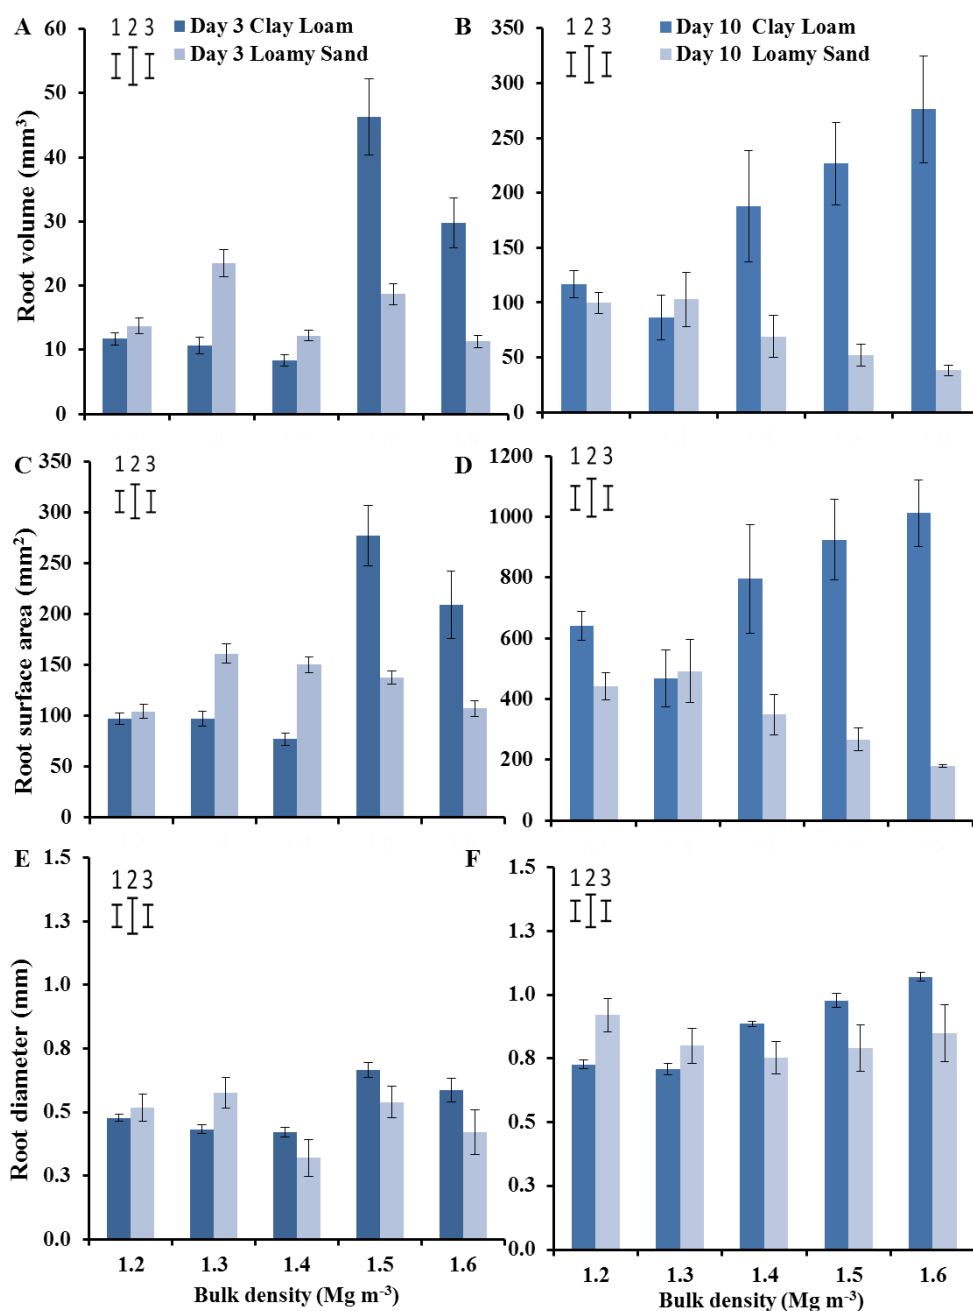 A
1 2 3
Day 3 Clay Loam
Day 3 Loamy Sand
60
50
40
30
20
10
0
Root volume (mm³)
B
1 2 3
Day 10 Clay Loam
Day 10 Loamy Sand
350
300
250
200
150
100
50
0
C
1 2 3
350
300
250
200
150
100
50
0
Root surface area (mm²)
D
1 2 3
1200
1000
800
600
400
200
0
E
1 2 3
1.5
1.3
1.0
0.8
0.5
0.3
0.0
Root diameter (mm)
1.2 1.3 1.4 1.5 1.6
Bulk density (Mg m⁻³)
F
1 2 3
1.5
1.3
1.0
0.8
0.5
0.3
0.0
1.2 1.3 1.4 1.5 1.6
Bulk density (Mg m⁻³)